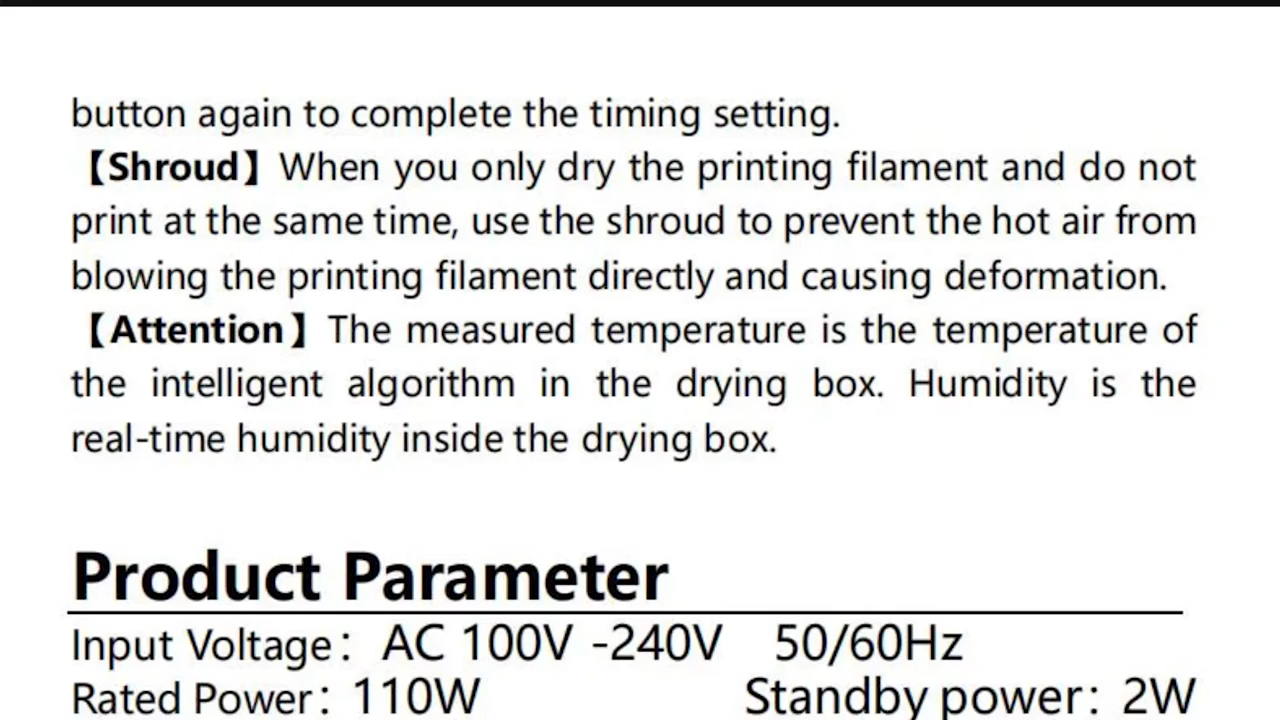 button again to complete the timing setting.
【Shroud】When you only dry the printing filament and do not
print at the same time, use the shroud to prevent the hot air from
blowing the printing filament directly and causing deformation.
【Attention】The measured temperature is the temperature of
the intelligent algorithm in the drying box. Humidity is the
real-time humidity inside the drying box.
Product Parameter
Input Voltage：AC 100V -240V 50/60Hz
Rated Power：110W Standby power：2W